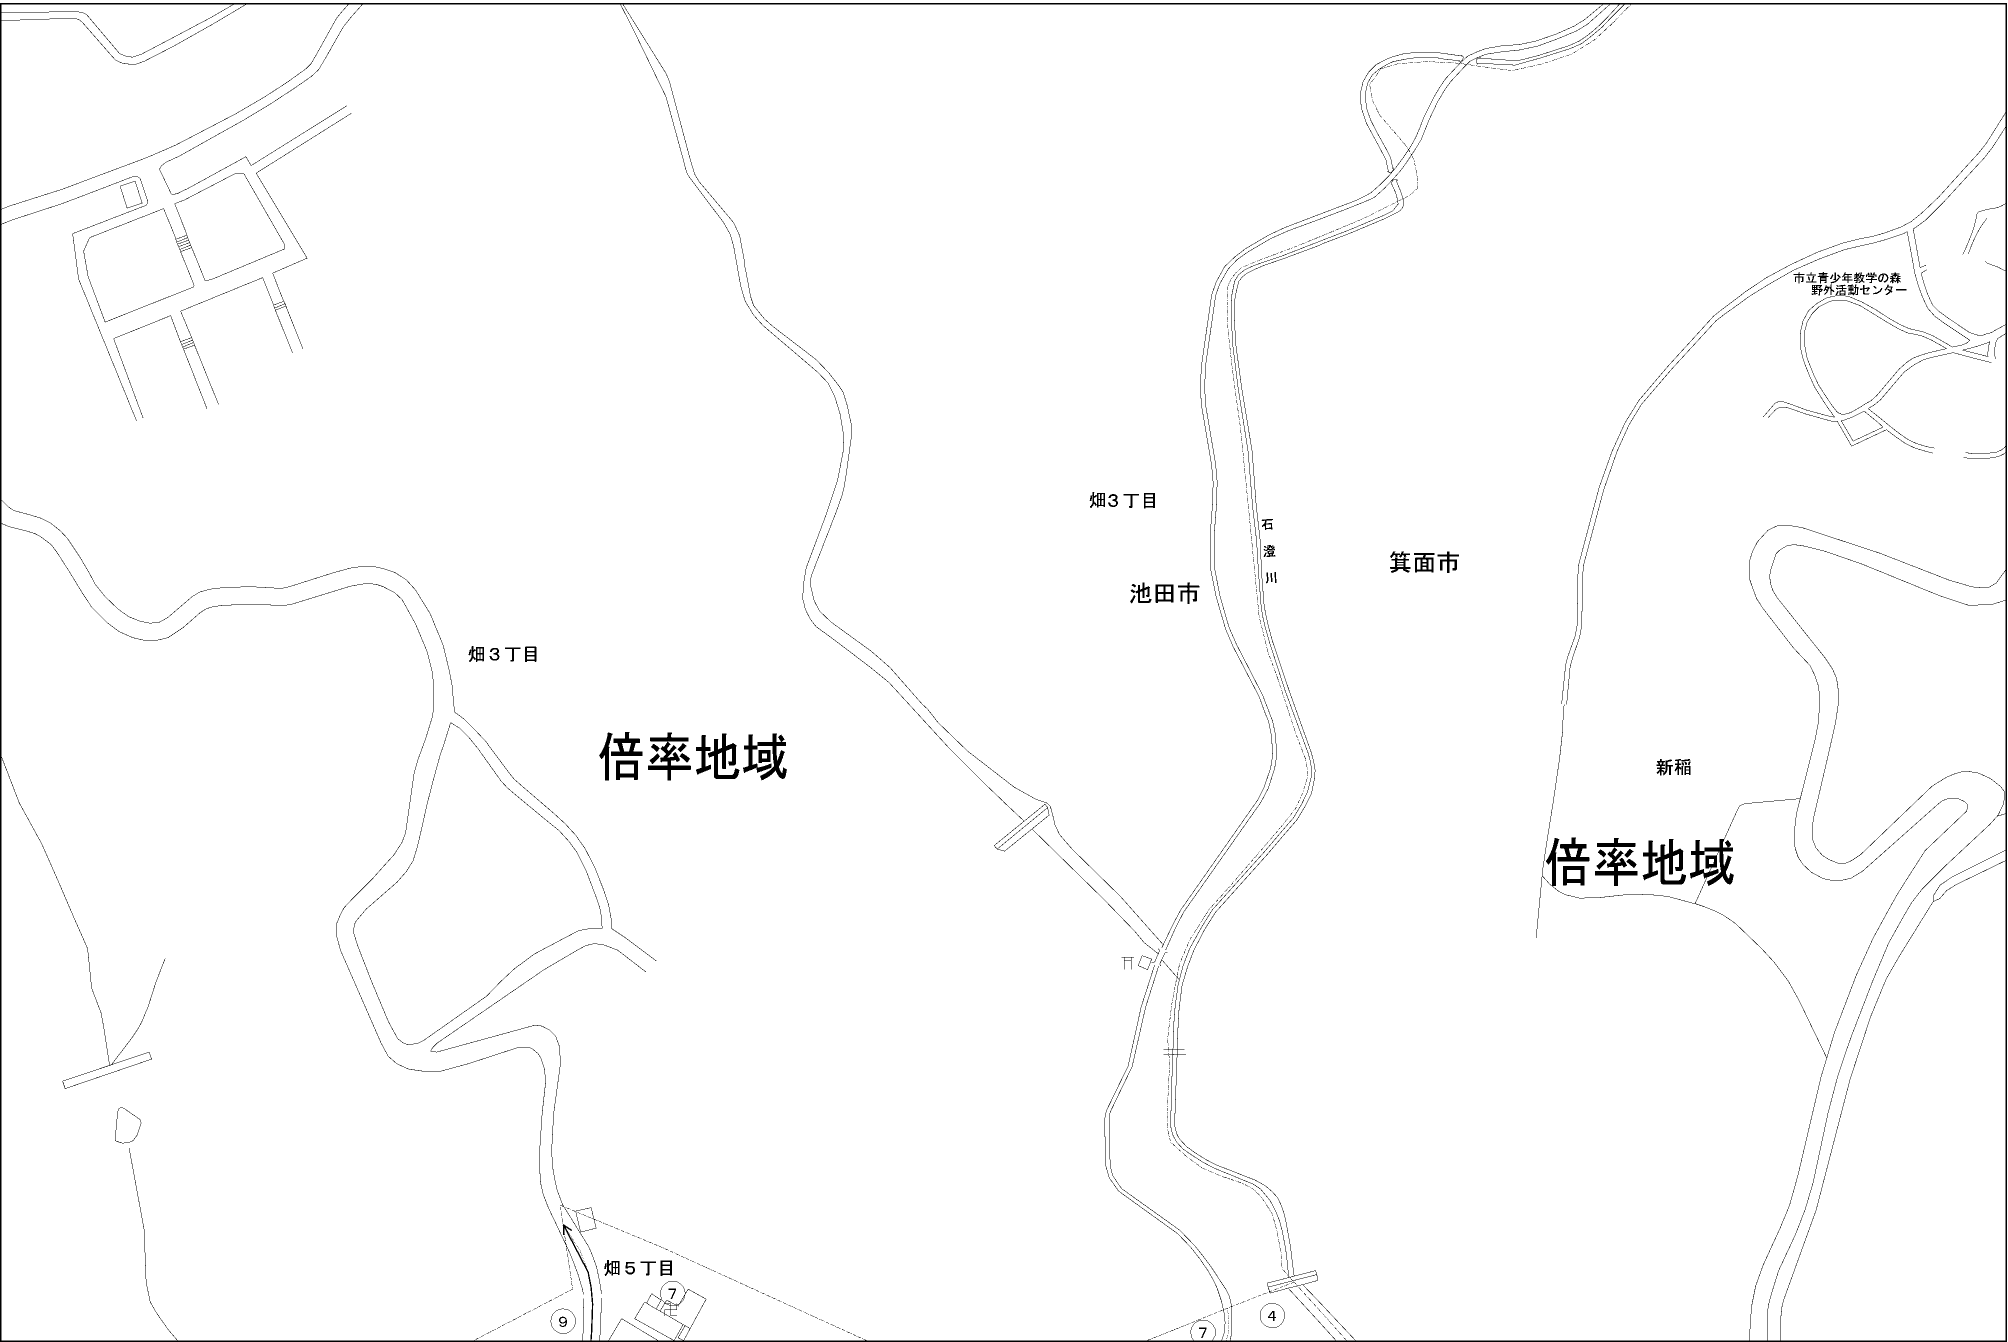 市立青少年教学の森
野外活動センター
畑3丁目
石澄川
箕面市
池田市
畑3丁目
倍率地域
新稲
倍率地域
畑5丁目
7
9
4
7